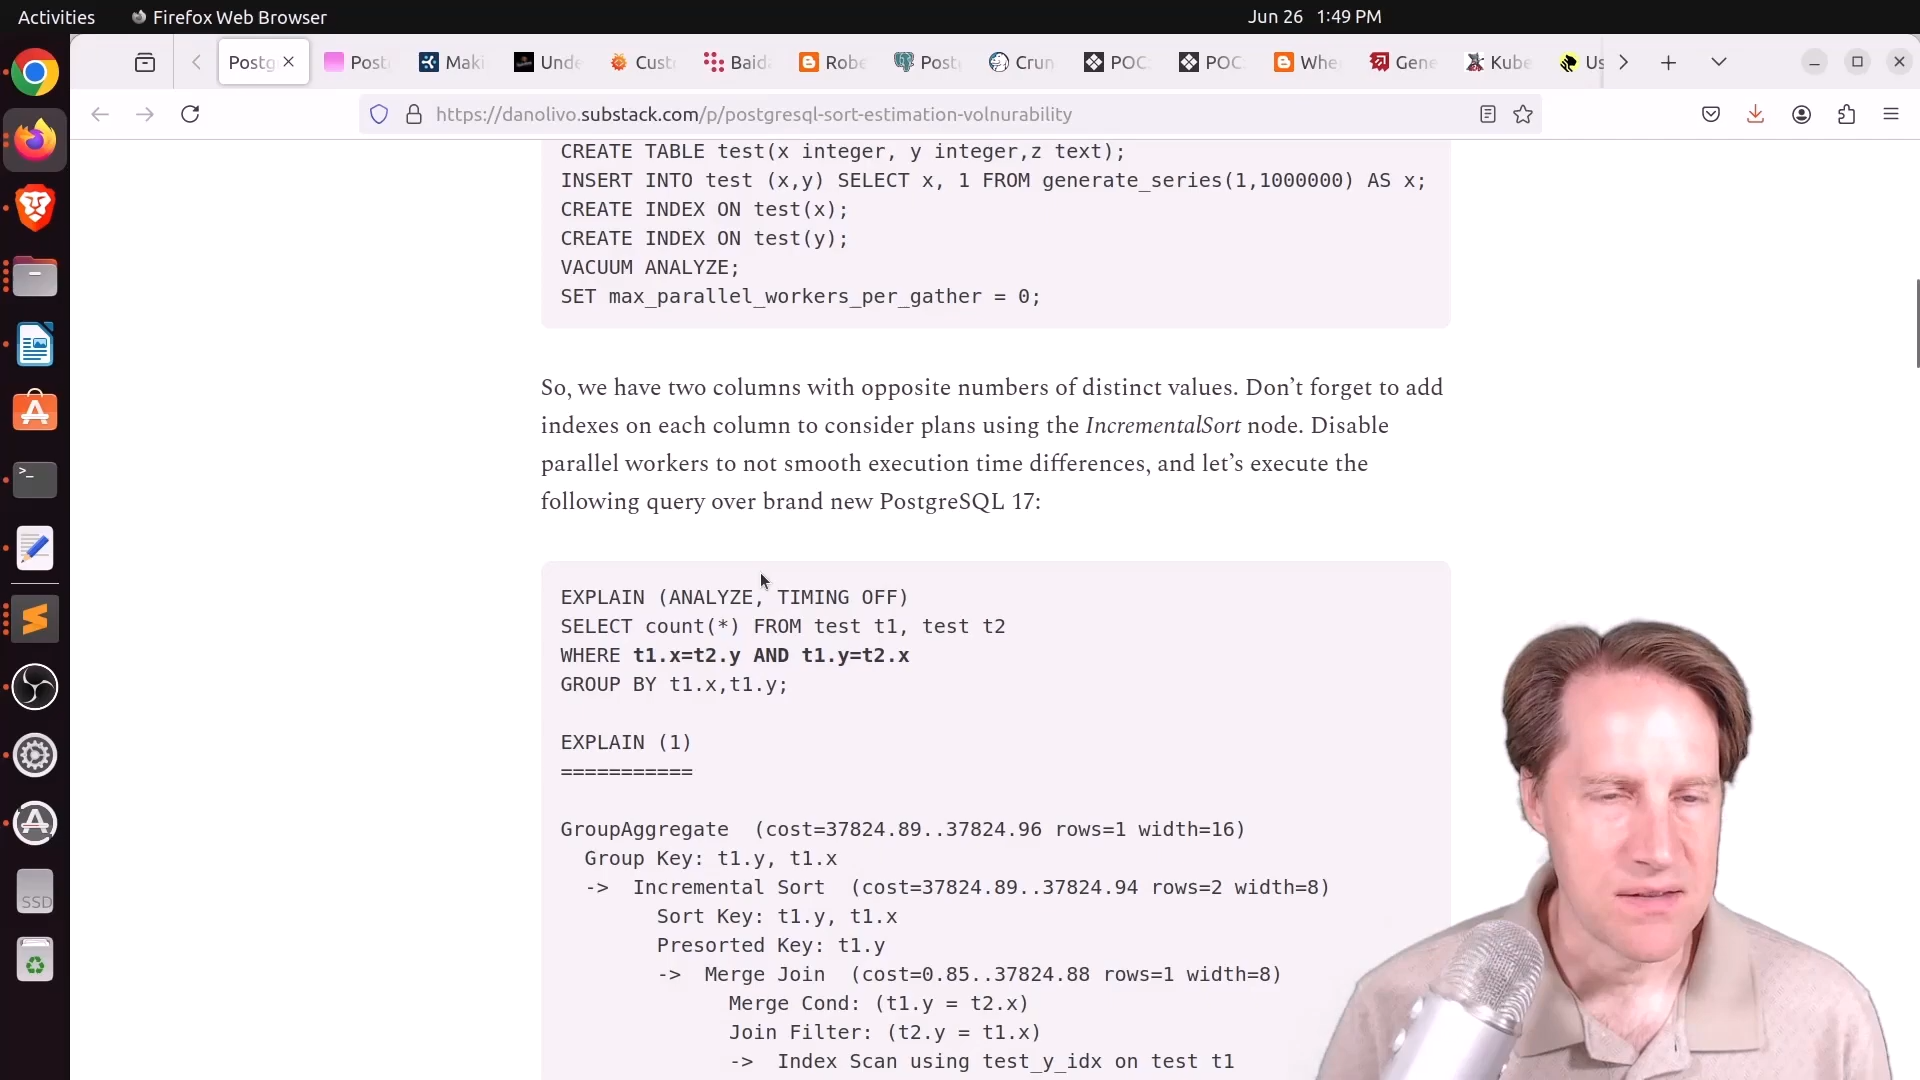 Activities
Firefox Web Browser
Jun 26 1:49 PM
Postg
Post
Maki
Unde
Cust
Baid
Robe
Post
Crun
POC
POC
Whe
Gene
Kube
Us
https://danolivo.substack.com/p/postgresql-sort-estimation-volnurability
CREATE TABLE test(x integer, y integer,z text);
INSERT INTO test (x,y) SELECT x, 1 FROM generate_series(1,1000000) AS x;
CREATE INDEX ON test(x);
CREATE INDEX ON test(y);
VACUUM ANALYZE;
SET max_parallel_workers_per_gather = 0;
So, we have two columns with opposite numbers of distinct values. Don’t forget to add
indexes on each column to consider plans using the IncrementalSort node. Disable
parallel workers to not smooth execution time differences, and let’s execute the
following query over brand new PostgreSQL 17:
EXPLAIN (ANALYZE, TIMING OFF)
SELECT count(*) FROM test t1, test t2
WHERE t1.x=t2.y AND t1.y=t2.x
GROUP BY t1.x,t1.y;
EXPLAIN (1)
===========
GroupAggregate (cost=37824.89..37824.96 rows=1 width=16)
Group Key: t1.y, t1.x
-> Incremental Sort (cost=37824.89..37824.94 rows=2 width=8)
Sort Key: t1.y, t1.x
Presorted Key: t1.y
-> Merge Join (cost=0.85..37824.88 rows=1 width=8)
Merge Cond: (t1.y = t2.x)
Join Filter: (t2.y = t1.x)
-> Index Scan using test_y_idx on test t1
SSD